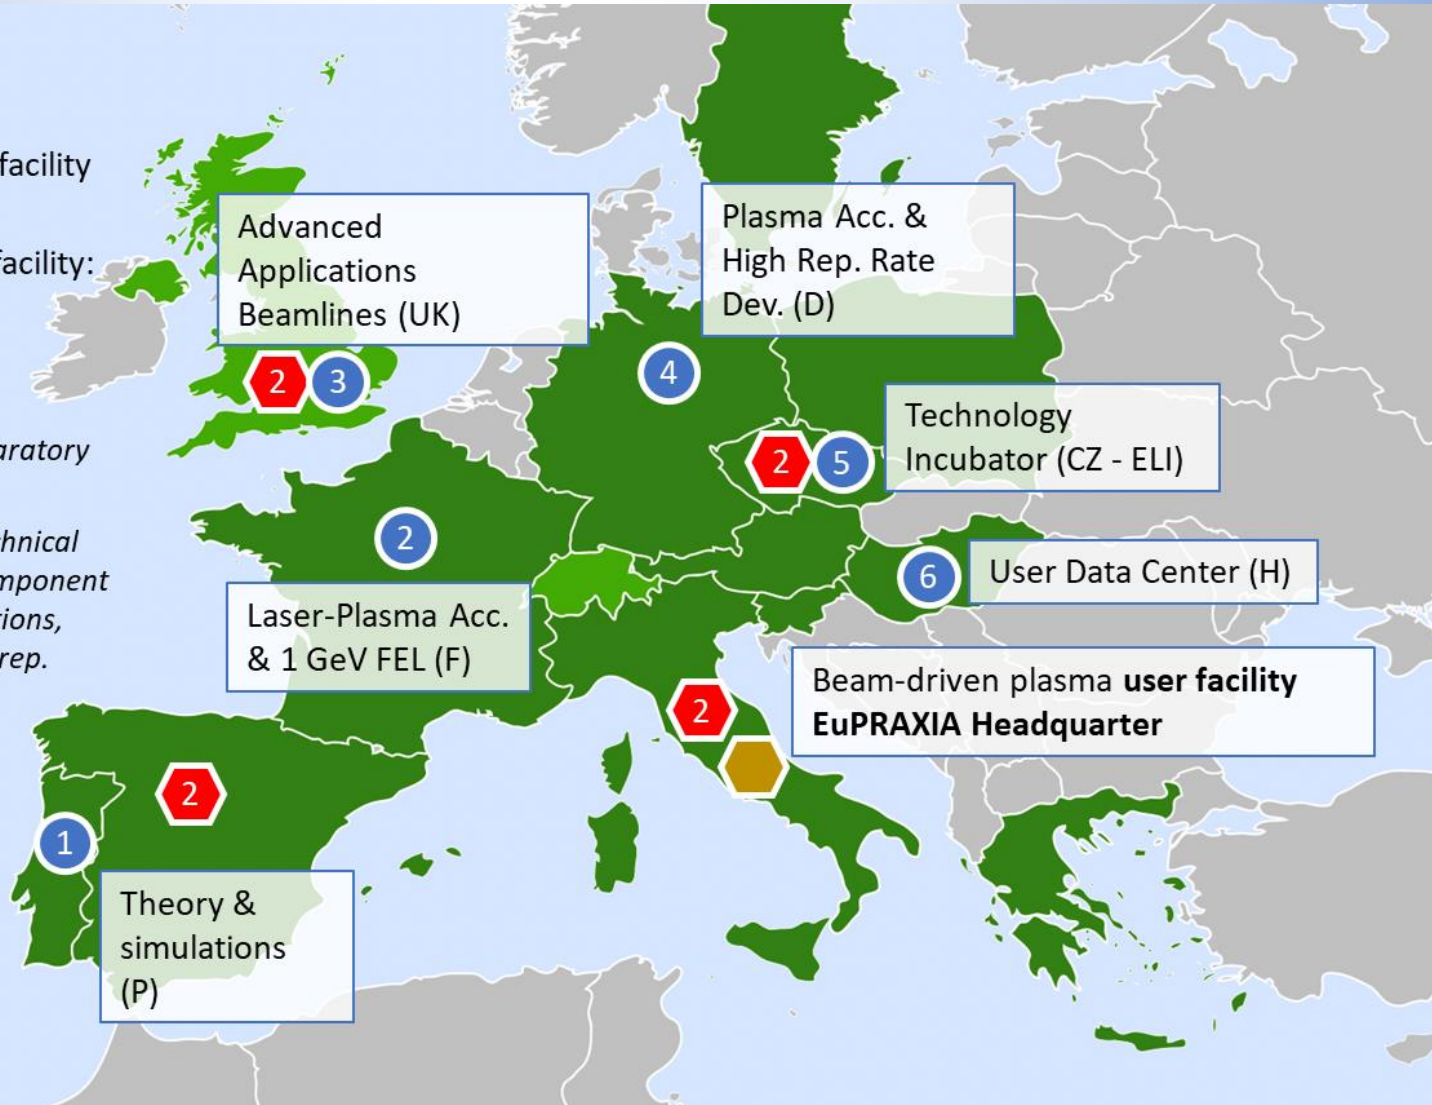 facility
facility:
aratory
chnical
mponent
tions,
rep.
Advanced
Applications
Beamlines (UK)
2
3
Plasma Acc. &
High Rep. Rate
Dev. (D)
4
Technology
Incubator (CZ - ELI)
2
5
2
Laser-Plasma Acc.
& 1 GeV FEL (F)
6
User Data Center (H)
Beam-driven plasma user facility
EuPRAXIA Headquarter
2
2
1
Theory &
simulations
(P)